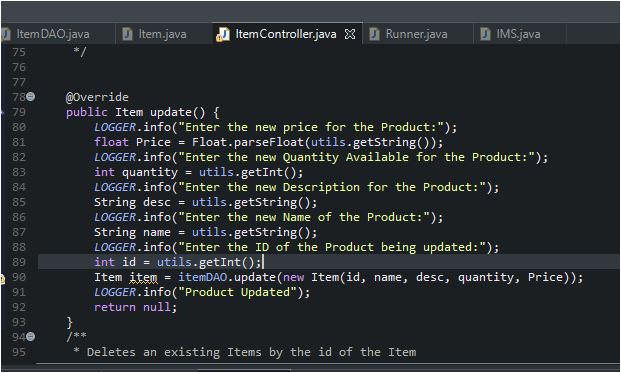 ItemDAO.java Item.java ItemController.java Runner.java IMS.java
75 */
76
77
78 @Override
79 public Item update() {
80 LOGGER.info("Enter the new price for the Product:");
81 float Price = Float.parseFloat(utils.getString());
82 LOGGER.info("Enter the new Quantity Available for the Product:");
83 int quantity = utils.getInt();
84 LOGGER.info("Enter the new Description for the Product:");
85 String desc = utils.getString();
86 LOGGER.info("Enter the new Name of the Product:");
87 String name = utils.getString();
88 LOGGER.info("Enter the ID of the Product being updated:");
89 int id = utils.getInt();
90 Item item = itemDAO.update(new Item(id, name, desc, quantity, Price));
91 LOGGER.info("Product Updated");
92 return null;
93 }
94 /**
95 * Deletes an existing Items by the id of the Item